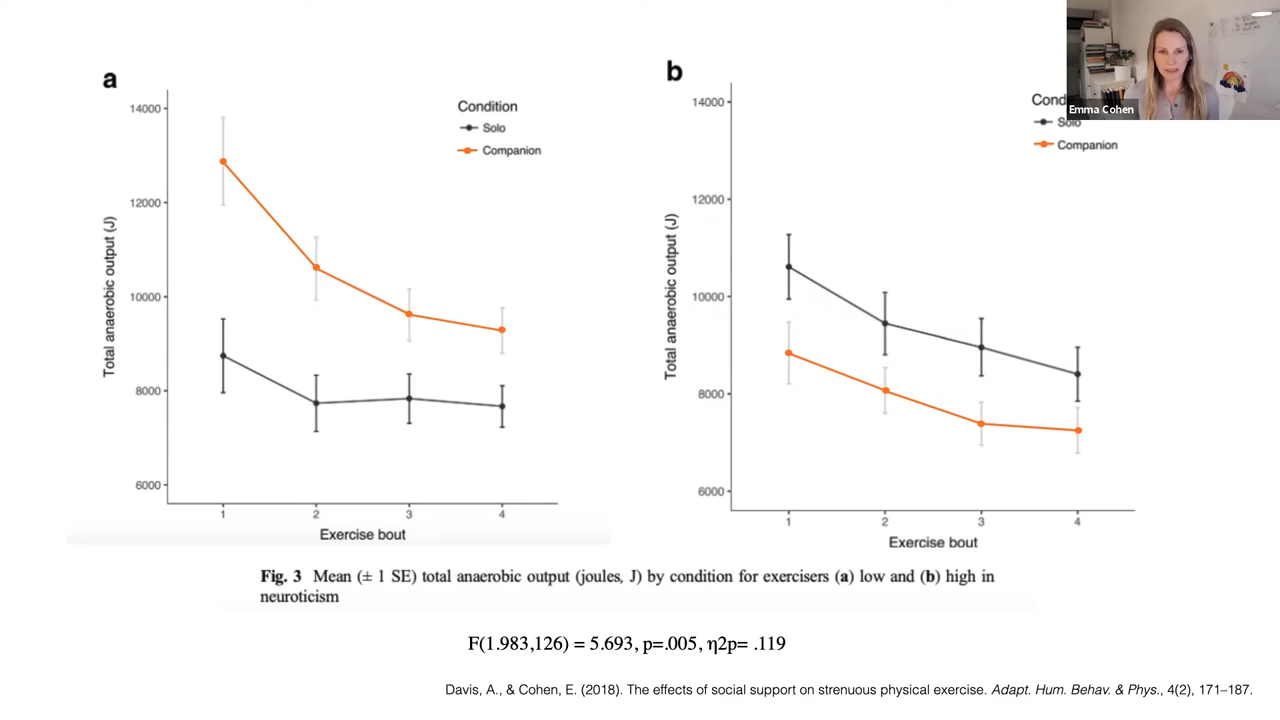 a
14000
12000
10000
8000
6000
Total anaerobic output (J)
Condition
Solo
Companion
1 2 3 4
Exercise bout
b
14000
12000
10000
8000
6000
Total anaerobic output (J)
Cond
Solo
Companion
1 2 3 4
Exercise bout
Emma Cohen
Fig. 3 Mean (± 1 SE) total anaerobic output (joules, J) by condition for exercisers (a) low and (b) high in
neuroticism
F(1.983,126) = 5.693, p=.005, η2p= .119
Davis, A., & Cohen, E. (2018). The effects of social support on strenuous physical exercise. Adapt. Hum. Behav. & Phys., 4(2), 171–187.